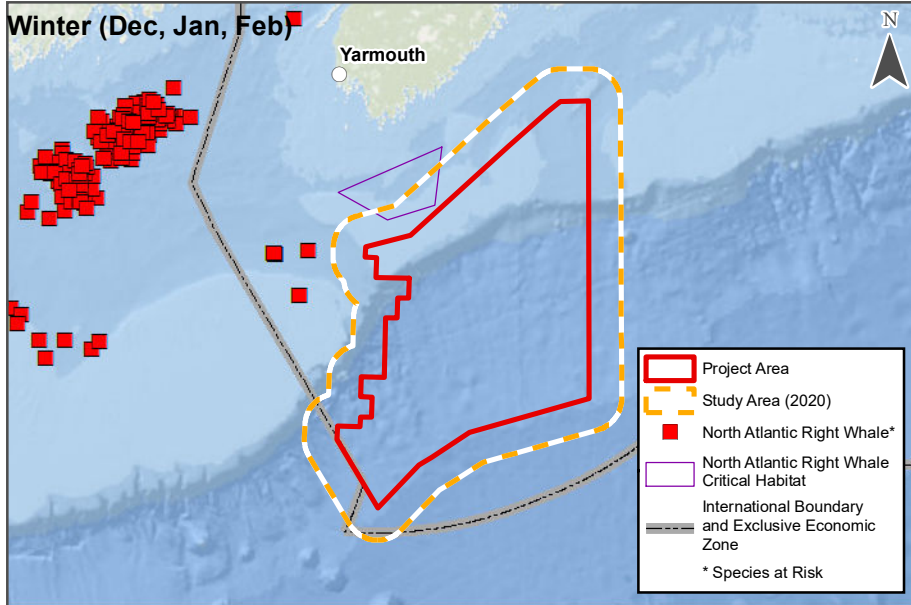 Winter (Dec, Jan, Feb)
N
Yarmouth
Project Area
Study Area (2020)
North Atlantic Right Whale*
North Atlantic Right Whale
Critical Habitat
International Boundary
and Exclusive Economic
Zone
* Species at Risk